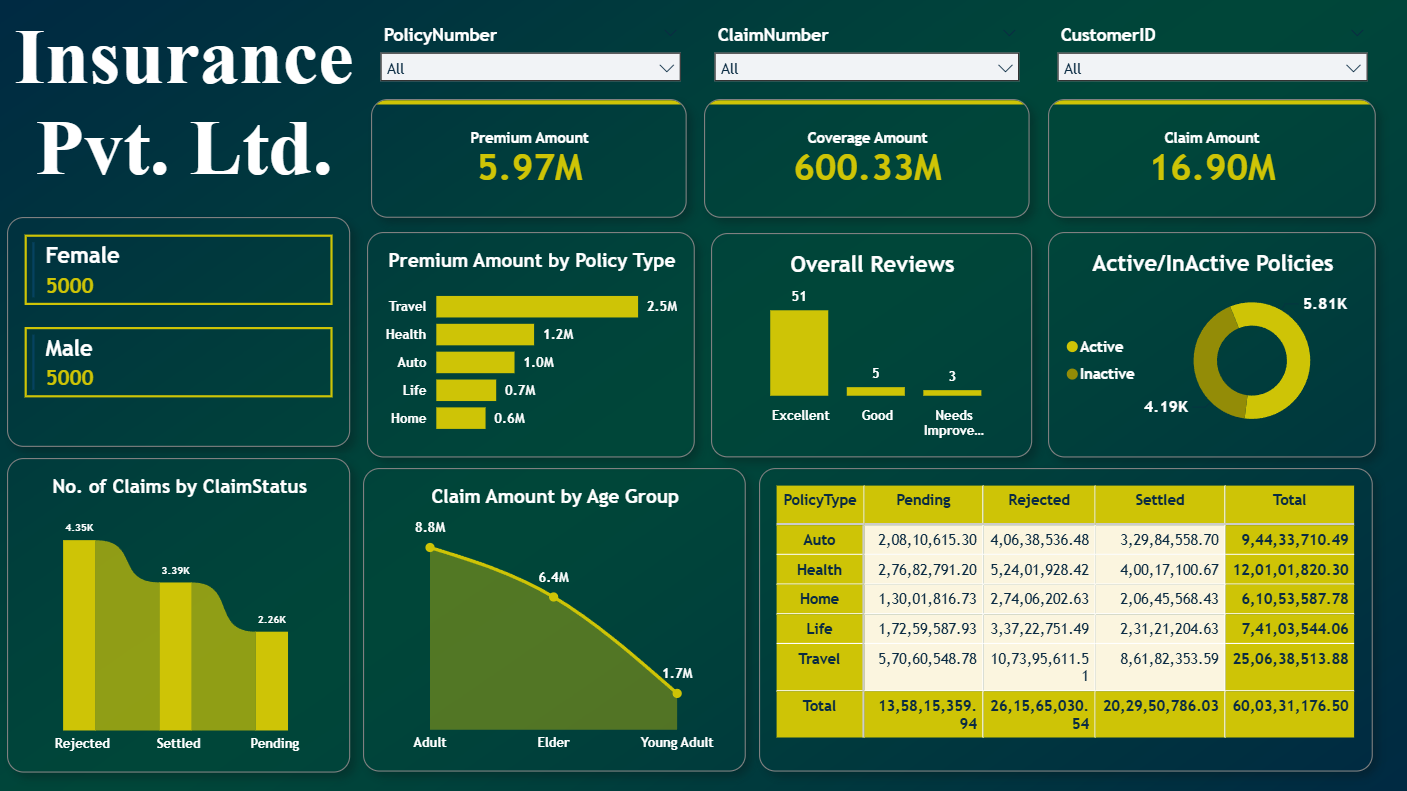 Insurance
Pvt. Ltd.
PolicyNumber
All
ClaimNumber
All
CustomerID
All
Premium Amount
5.97M
Coverage Amount
600.33M
Claim Amount
16.90M
Female
5000
Male
5000
Premium Amount by Policy Type
Travel 2.5M
Health 1.2M
Auto 1.0M
Life 0.7M
Home 0.6M
Overall Reviews
51
5
3
Excellent Good Needs
Improve...
Active/InActive Policies
5.81K
Active
Inactive
4.19K
No. of Claims by ClaimStatus
4.35K
3.39K
2.26K
Rejected Settled Pending
Claim Amount by Age Group
8.8M
6.4M
1.7M
Adult Elder Young Adult
PolicyType Pending Rejected Settled Total
Auto 2,08,10,615.30 4,06,38,536.48 3,29,84,558.70 9,44,33,710.49
Health 2,76,82,791.20 5,24,01,928.42 4,00,17,100.67 12,01,01,820.30
Home 1,30,01,816.73 2,74,06,202.63 2,06,45,568.43 6,10,53,587.78
Life 1,72,59,587.93 3,37,22,751.49 2,31,21,204.63 7,41,03,544.06
Travel 5,70,60,548.78 10,73,95,611.5 8,61,82,353.59 25,06,38,513.88
1
Total 13,58,15,359. 26,15,65,030. 20,29,50,786.03 60,03,31,176.50
94 54